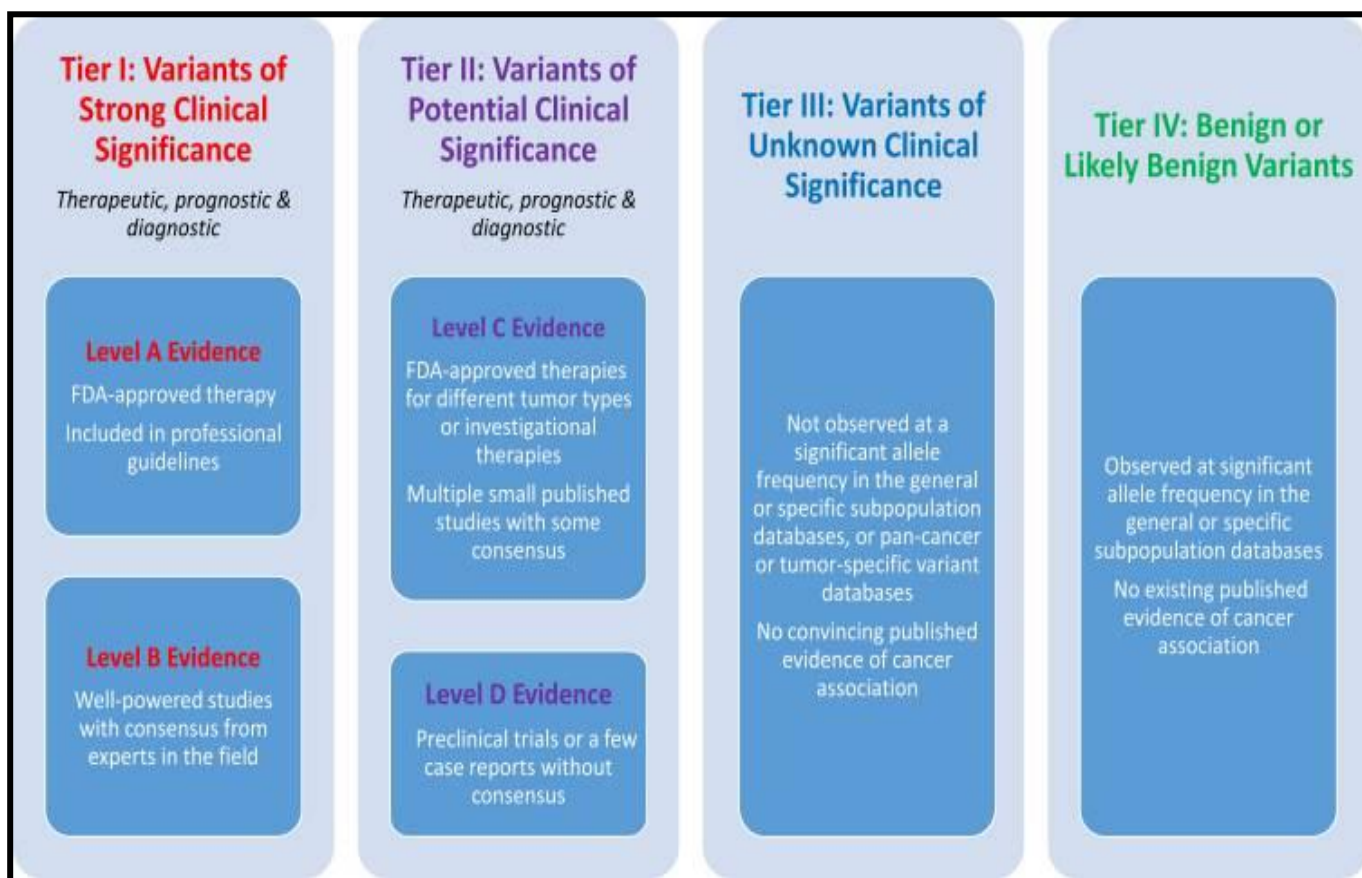 Tier I: Variants of
Strong Clinical
Significance
Therapeutic, prognostic &
diagnostic
Level A Evidence
FDA-approved therapy
Included in professional
guidelines
Level B Evidence
Well-powered studies
with consensus from
experts in the field
Tier II: Variants of
Potential Clinical
Significance
Therapeutic, prognostic &
diagnostic
Level C Evidence
FDA-approved therapies
for different tumor types
or investigational
therapies
Multiple small published
studies with some
consensus
Level D Evidence
Preclinical trials or a few
case reports without
consensus
Tier III: Variants of
Unknown Clinical
Significance
Not observed at a
significant allele
frequency in the general
or specific subpopulation
databases, or pan-cancer
or tumor-specific variant
databases
No convincing published
evidence of cancer
association
Tier IV: Benign or
Likely Benign Variants
Observed at significant
allele frequency in the
general or specific
subpopulation databases
No existing published
evidence of cancer
association